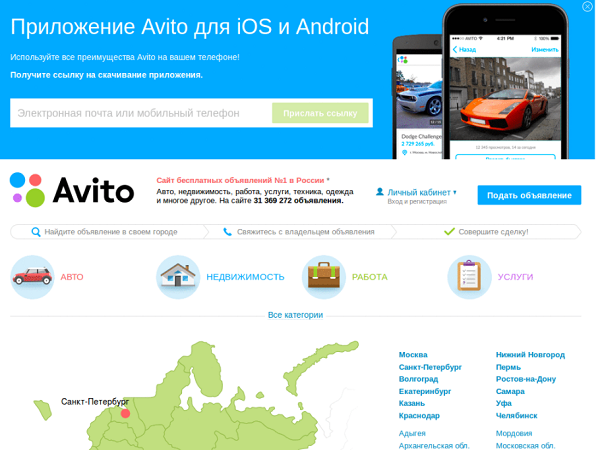 Приложение Avito для iOS и Android
Используйте все преимущества Avito на вашем телефоне!
Получите ссылку на скачивание приложения.
Электронная почта или мобильный телефон
Прислать ссылку
AVITO
4:21 PM
Назад
Изменить
Dodge Challenger
2 729 265 руб.
Avito
Сайт бесплатных объявлений №1 в России *
Авто, недвижимость, работа, услуги, техника, одежда
и многое другое. На сайте 31 369 272 объявления.
Личный кабинет
Вход и регистрация
Подать объявление
Найдите объявление в своем городе
Свяжитесь с владельцем объявления
Совершите сделку!
АВТО
НЕДВИЖИМОСТЬ
РАБОТА
УСЛУГИ
Все категории
Санкт-Петербург
Москва
Санкт-Петербург
Волгоград
Екатеринбург
Казань
Краснодар
Адыгея
Архангельская обл.
Нижний Новгород
Пермь
Ростов-на-Дону
Самара
Уфа
Челябинск
Мордовия
Московская обл.